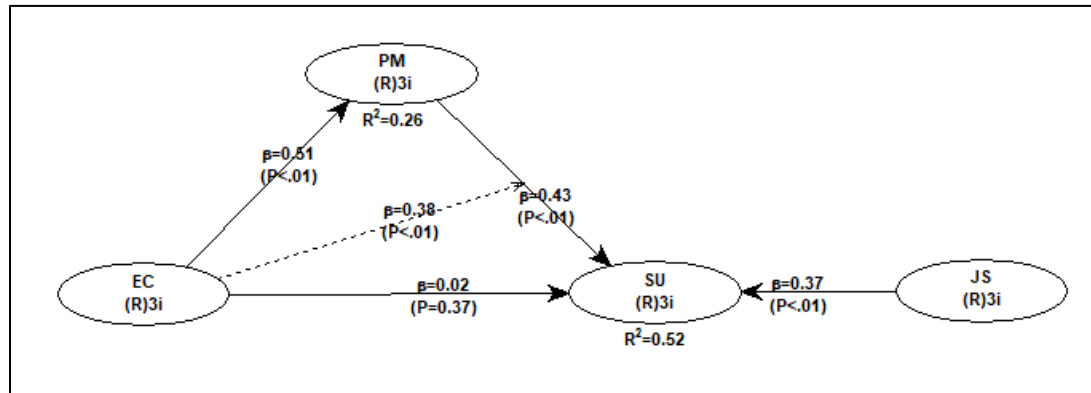 PM
(R)3i
R²=0.26
β=0.51
(P<.01)
β=0.43
(P<.01)
β=0.38
(P<.01)
EC
(R)3i
β=0.02
(P=0.37)
SU
(R)3i
R²=0.52
β=0.37
(P<.01)
JS
(R)3i